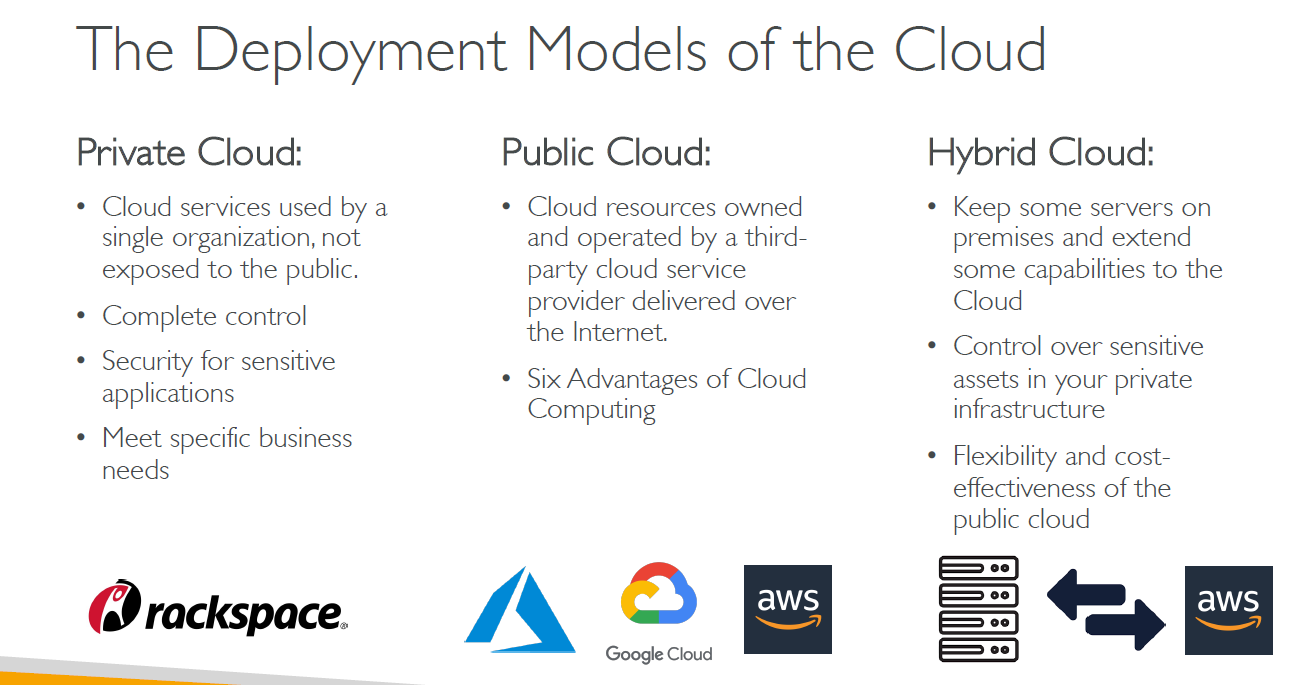 The Deployment Models of the Cloud
Private Cloud:
• Cloud services used by a
single organization, not
exposed to the public.
• Complete control
• Security for sensitive
applications
• Meet specific business
needs
rackspace®
Public Cloud:
• Cloud resources owned
and operated by a third-
party cloud service
provider delivered over
the Internet.
• Six Advantages of Cloud
Computing
Google Cloud
aws
Hybrid Cloud:
• Keep some servers on
premises and extend
some capabilities to the
Cloud
• Control over sensitive
assets in your private
infrastructure
• Flexibility and cost-
effectiveness of the
public cloud
aws